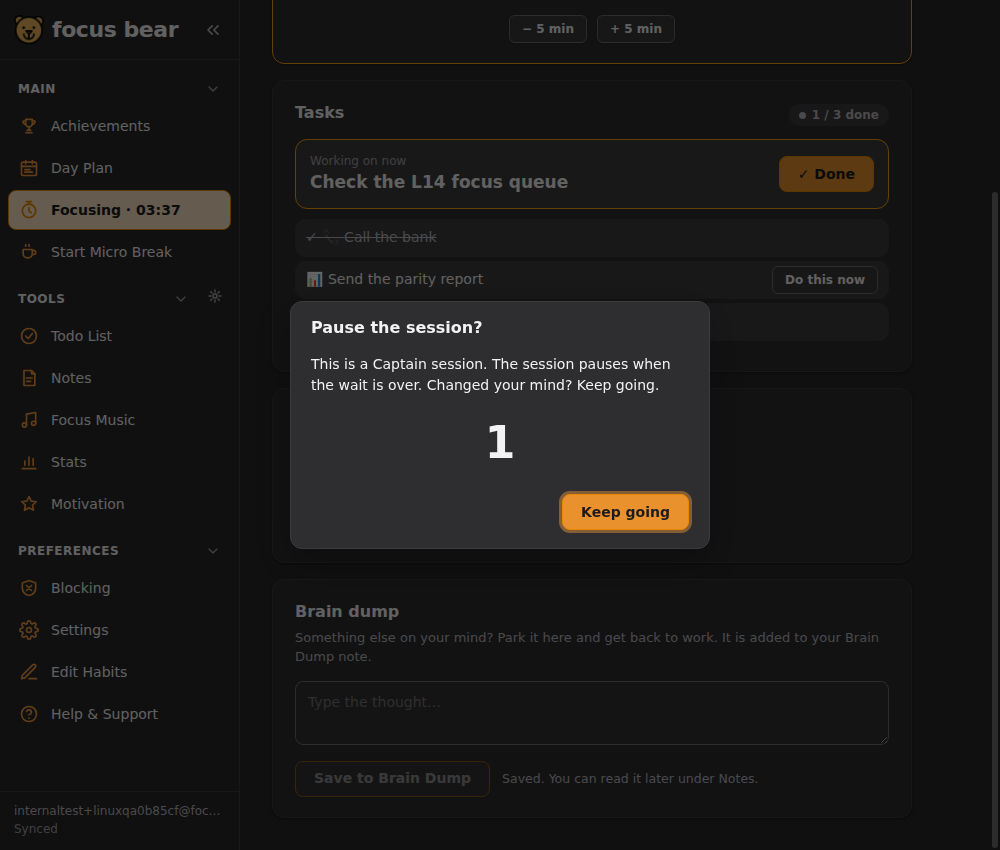 focus bear
MAIN
Achievements
Day Plan
Focusing · 03:37
Start Micro Break
TOOLS
Todo List
Notes
Focus Music
Stats
Motivation
PREFERENCES
Blocking
Settings
Edit Habits
Help & Support
internaltest+linuxqa0b85cf@foc...
Synced
− 5 min
+ 5 min
Tasks
1 / 3 done
Working on now
Check the L14 focus queue
✓ Done
✓ 📞 Call the bank
📊 Send the parity report
Do this now
Pause the session?
This is a Captain session. The session pauses when
the wait is over. Changed your mind? Keep going.
1
Keep going
Brain dump
Something else on your mind? Park it here and get back to work. It is added to your Brain
Dump note.
Type the thought...
Save to Brain Dump
Saved. You can read it later under Notes.